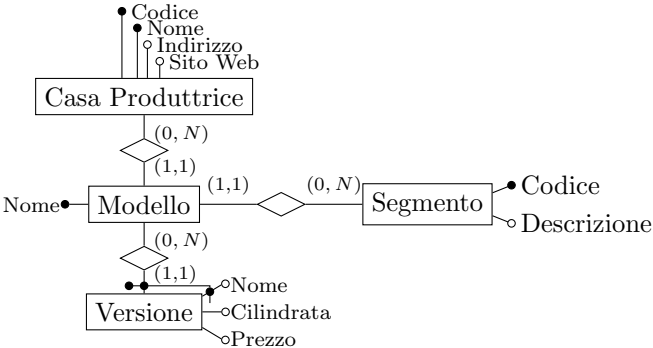 Codice
Nome
Indirizzo
Sito Web
Casa Produttrice
(0, N)
(1,1)
Nome
Modello
(1,1)
(0, N)
Segmento
Codice
Descrizione
(0, N)
(1,1)
Versione
Nome
Cilindrata
Prezzo